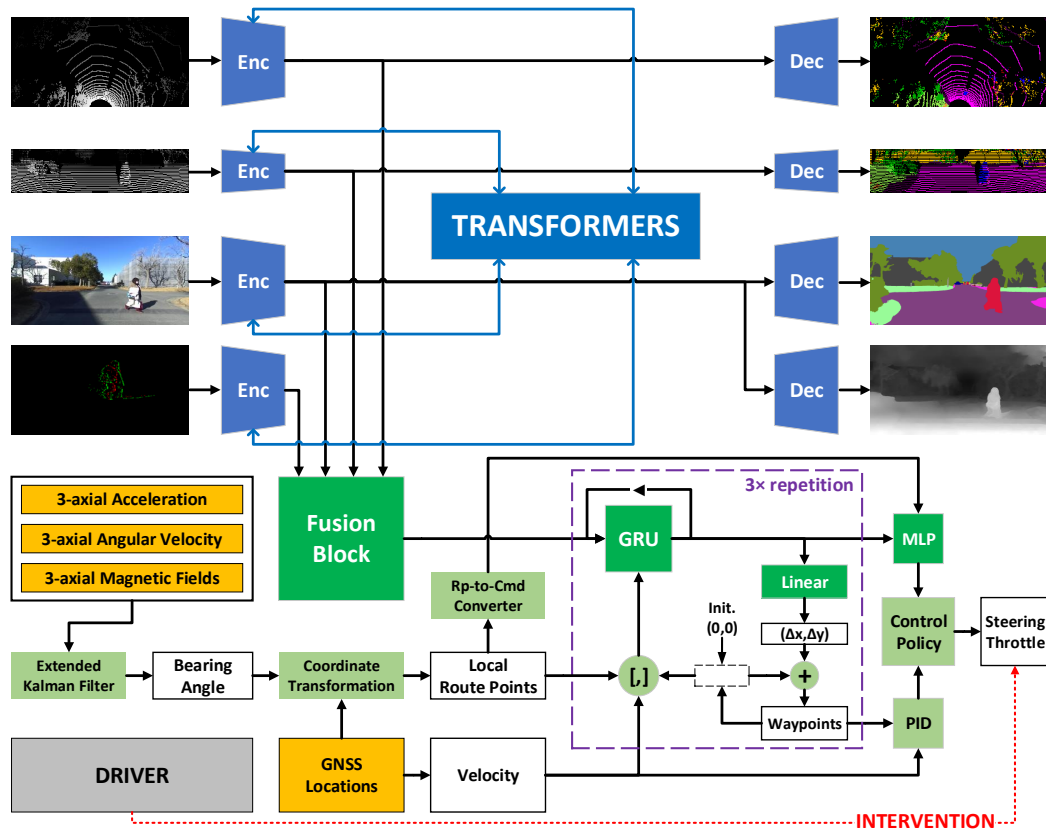 Enc
Dec
Enc
Dec
TRANSFORMERS
Enc
Dec
Enc
Dec
3-axial Acceleration
3-axial Angular Velocity
3-axial Magnetic Fields
Fusion
Block
3× repetition
GRU
MLP
Linear
Rp-to-Cmd
Converter
Init.
(0,0)
(Δx,Δy)
Control
Policy
Steering
Throttle
Extended
Kalman Filter
Bearing
Angle
Coordinate
Transformation
Local
Route Points
[,]
+
Waypoints
PID
DRIVER
GNSS
Locations
Velocity
INTERVENTION